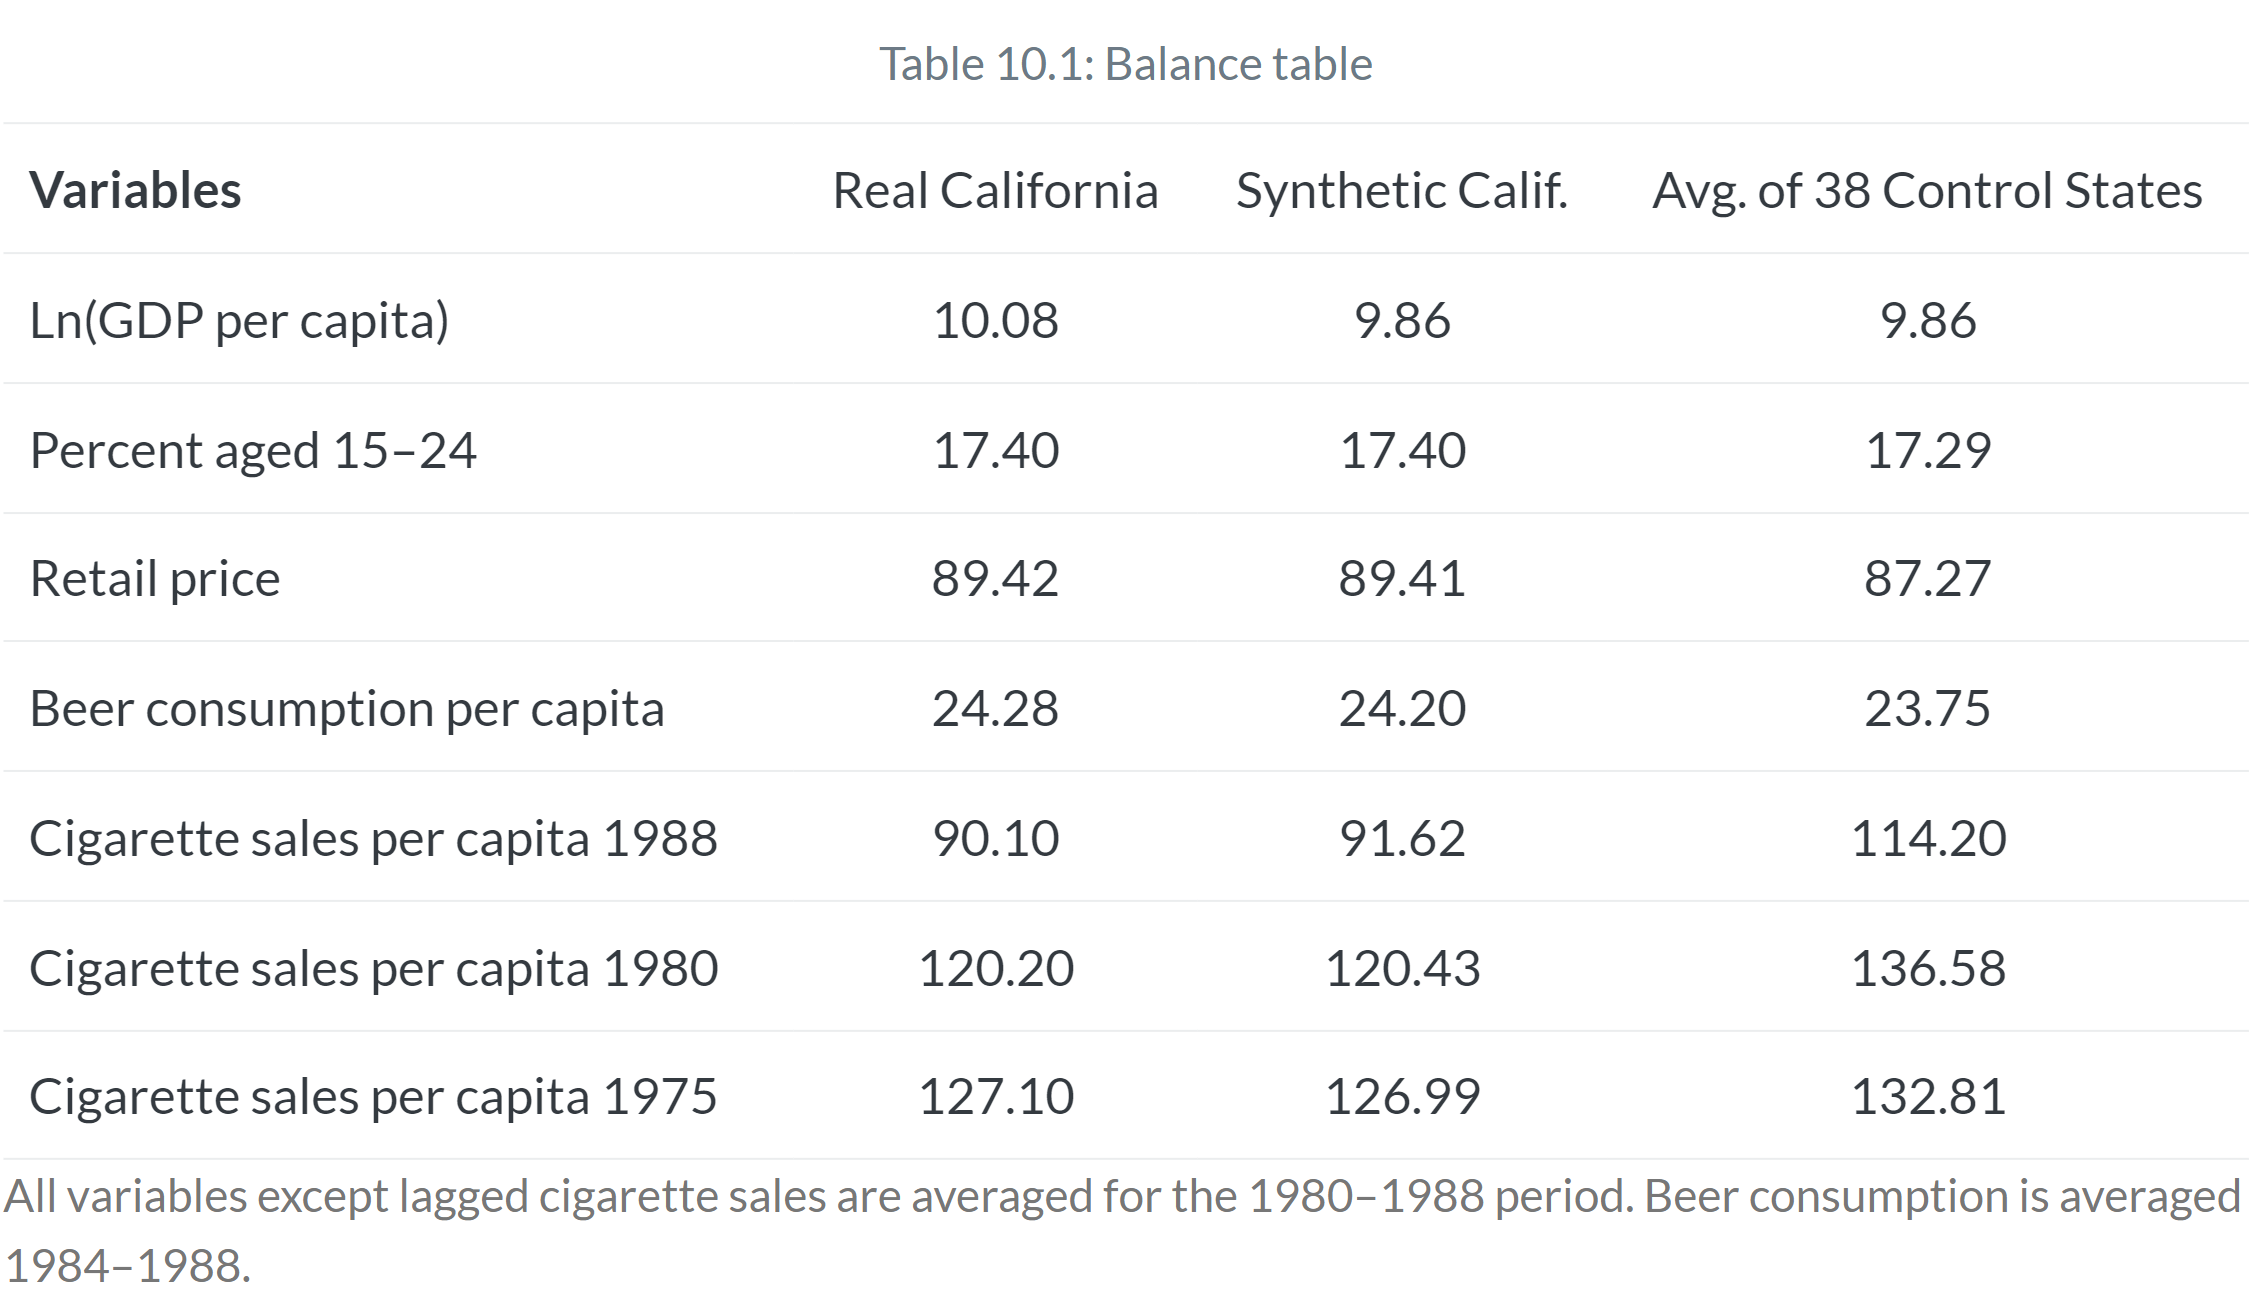 Table 10.1: Balance table
Variables Real California Synthetic Calif. Avg. of 38 Control States
Ln(GDP per capita) 10.08 9.86 9.86
Percent aged 15–24 17.40 17.40 17.29
Retail price 89.42 89.41 87.27
Beer consumption per capita 24.28 24.20 23.75
Cigarette sales per capita 1988 90.10 91.62 114.20
Cigarette sales per capita 1980 120.20 120.43 136.58
Cigarette sales per capita 1975 127.10 126.99 132.81
All variables except lagged cigarette sales are averaged for the 1980–1988 period. Beer consumption is averaged
1984–1988.